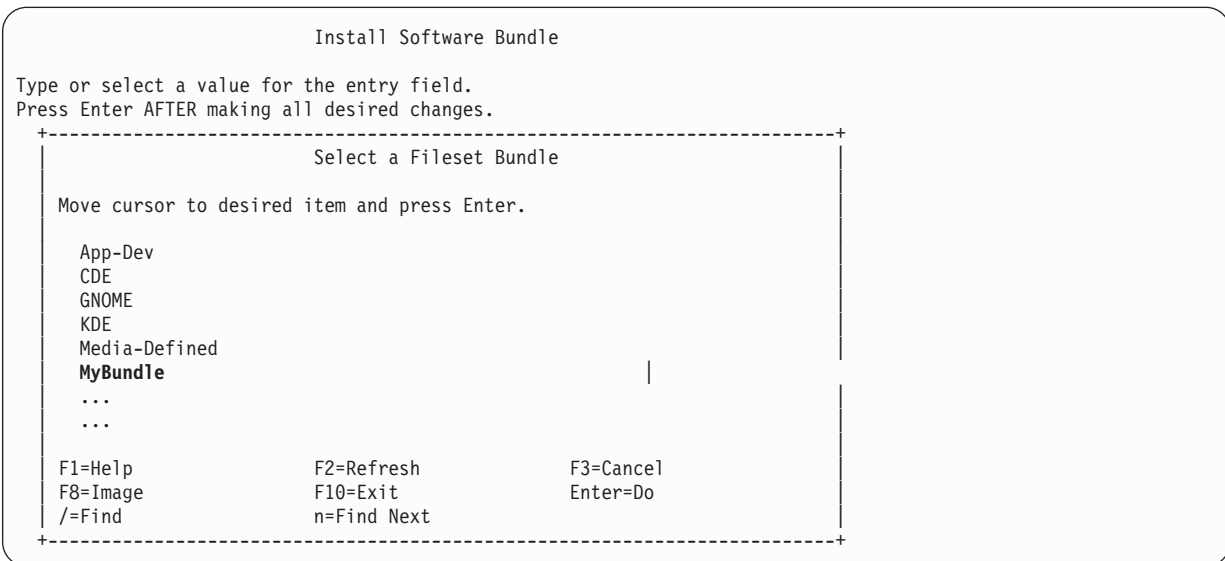 Install Software Bundle
Type or select a value for the entry field.
Press Enter AFTER making all desired changes.
+--------------------------------------------------------------------------+
| Select a Fileset Bundle |
| |
| Move cursor to desired item and press Enter. |
| |
| App-Dev |
| CDE |
| GNOME |
| KDE |
| Media-Defined |
| MyBundle |
| ... |
| ... |
| |
| F1=Help F2=Refresh F3=Cancel |
| F8=Image F10=Exit Enter=Do |
| /=Find n=Find Next |
+--------------------------------------------------------------------------+